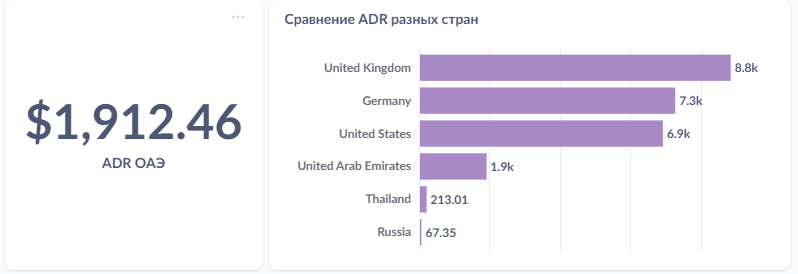 $1,912.46
ADR ОАЭ
Сравнение ADR разных стран
United Kingdom 8.8k
Germany 7.3k
United States 6.9k
United Arab Emirates 1.9k
Thailand 213.01
Russia 67.35